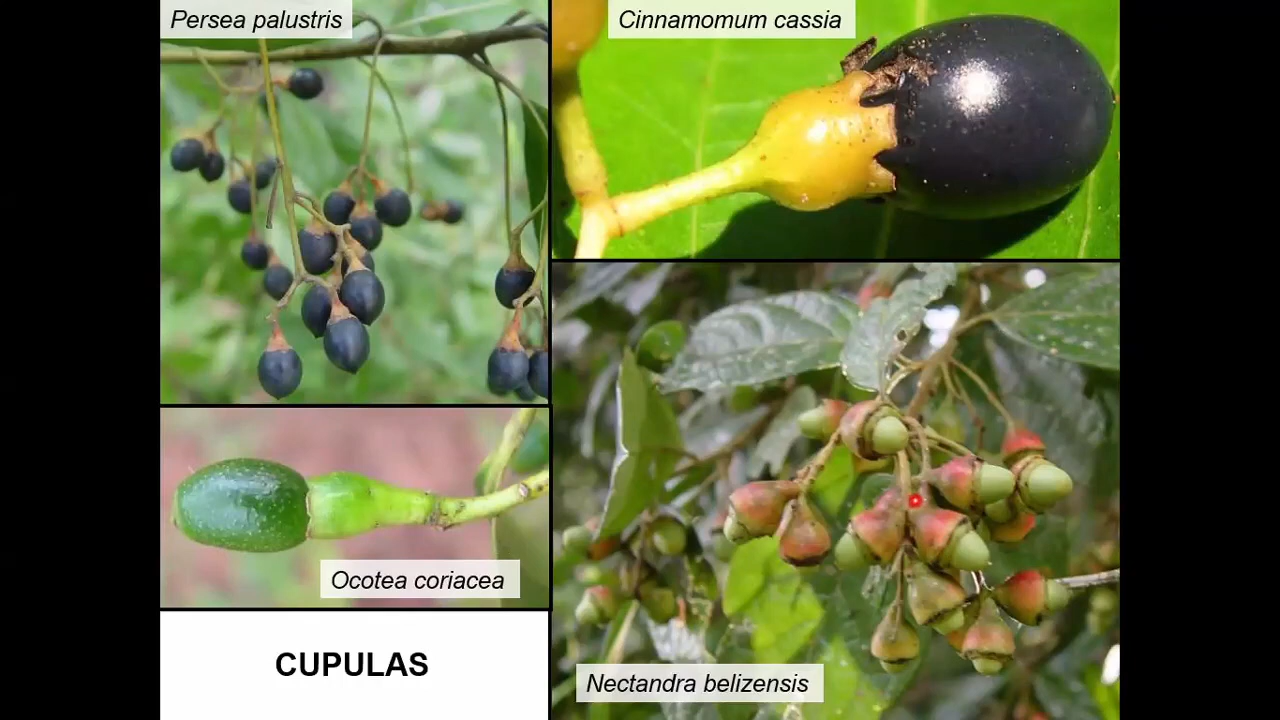 Persea palustris
Cinnamomum cassia
Ocotea coriacea
CUPULAS
Nectandra belizensis